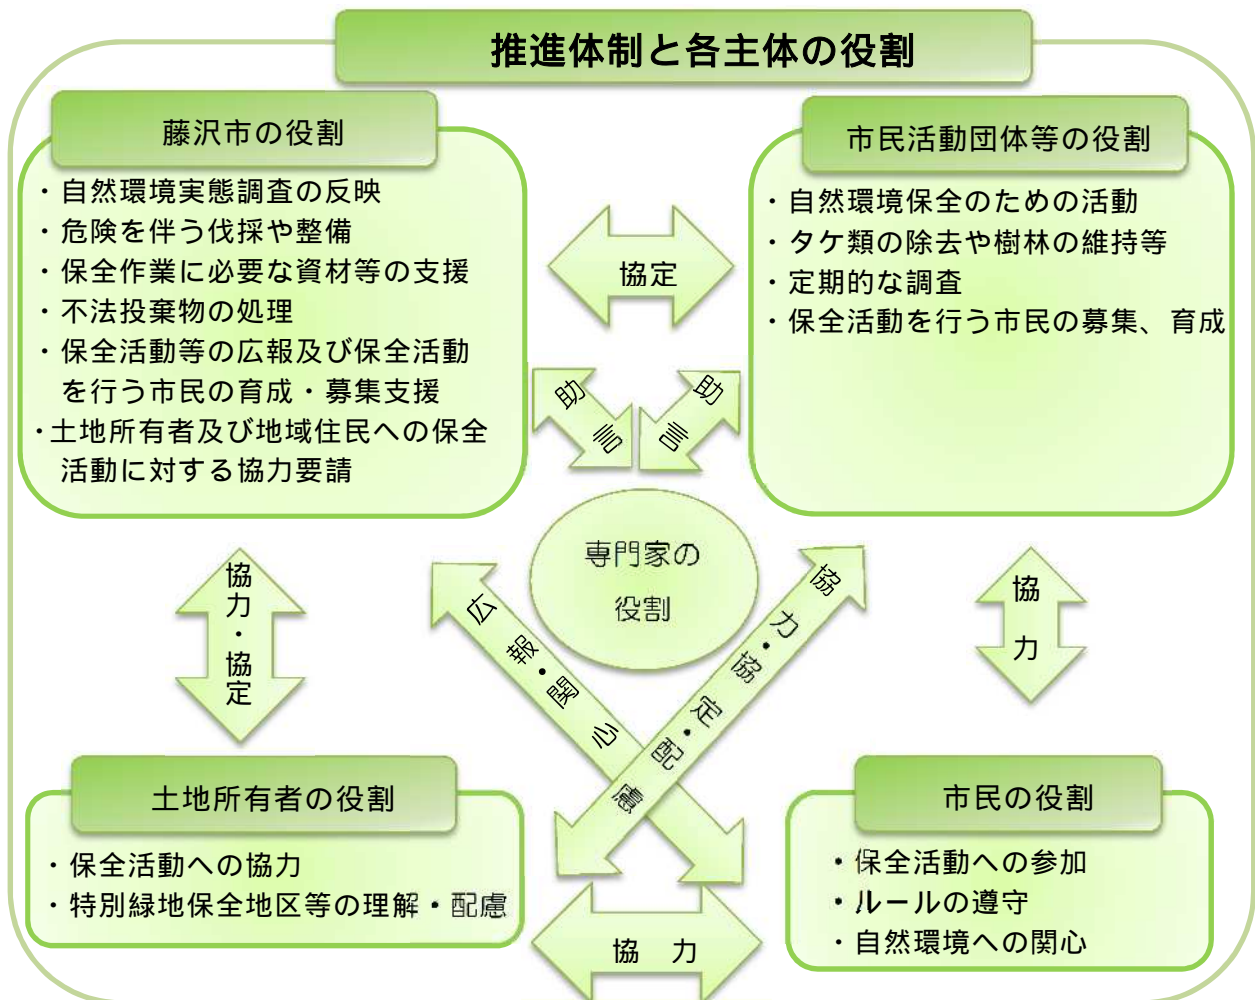 推進体制と各主体の役割
藤沢市の役割
・自然環境実態調査の反映
・危険を伴う伐採や整備
・保全作業に必要な資材等の支援
・不法投棄物の処理
・保全活動等の広報及び保全活動
を行う市民の育成・募集支援
・土地所有者及び地域住民への保全
活動に対する協力要請
市民活動団体等の役割
・自然環境保全のための活動
・タケ類の除去や樹林の維持等
・定期的な調査
・保全活動を行う市民の募集、育成
協定
助言
助言
専門家の
役割
協力・協定
広報・関心
協力・協定・配慮
協力
土地所有者の役割
・保全活動への協力
・特別緑地保全地区等の理解・配慮
市民の役割
・保全活動への参加
・ルールの遵守
・自然環境への関心
協 力